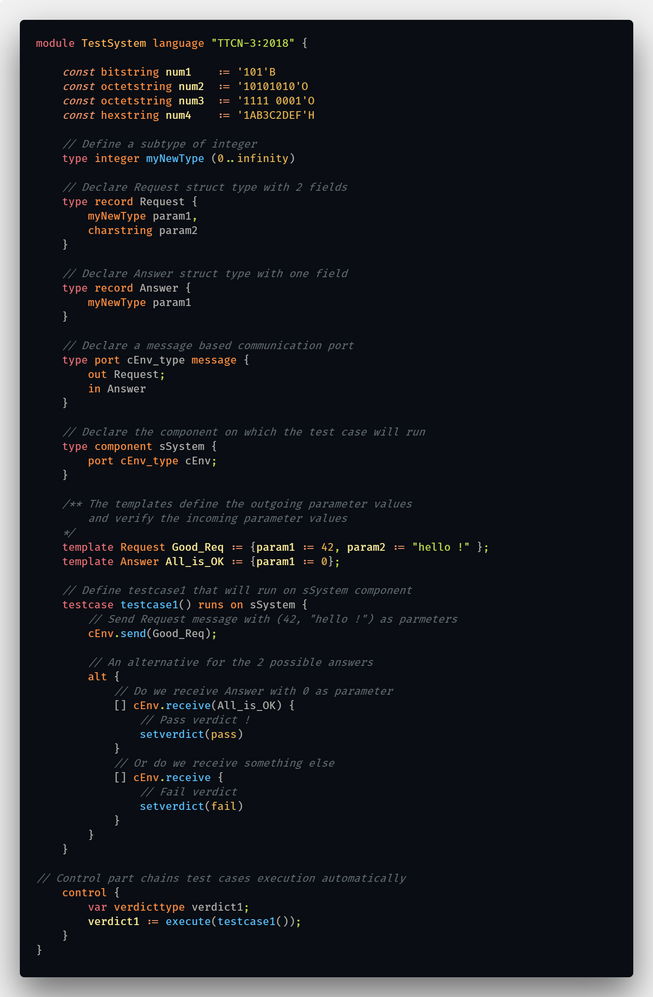 module TestSystem language "TTCN-3:2018" {
const bitstring num1 := '101'B
const octetstring num2 := '10101010'O
const octetstring num3 := '1111 0001'O
const hexstring num4 := '1AB3C2DEF'H
// Define a subtype of integer
type integer myNewType (0..infinity)
// Declare Request struct type with 2 fields
type record Request {
myNewType param1,
charstring param2
}
// Declare Answer struct type with one field
type record Answer {
myNewType param1
}
// Declare a message based communication port
type port cEnv_type message {
out Request;
in Answer
}
// Declare the component on which the test case will run
type component sSystem {
port cEnv_type cEnv;
}
/** The templates define the outgoing parameter values
and verify the incoming parameter values
*/
template Request Good_Req := {param1 := 42, param2 := "hello !" };
template Answer All_is_OK := {param1 := 0};
// Define testcase1 that will run on sSystem component
testcase testcase1() runs on sSystem {
// Send Request message with (42, "hello !") as parmeters
cEnv.send(Good_Req);
// An alternative for the 2 possible answers
alt {
// Do we receive Answer with 0 as parameter
[] cEnv.receive(All_is_OK) {
// Pass verdict !
setverdict(pass)
}
// Or do we receive something else
[] cEnv.receive {
// Fail verdict
setverdict(fail)
}
}
}
// Control part chains test cases execution automatically
control {
var verdicttype verdict1;
verdict1 := execute(testcase1());
}
}